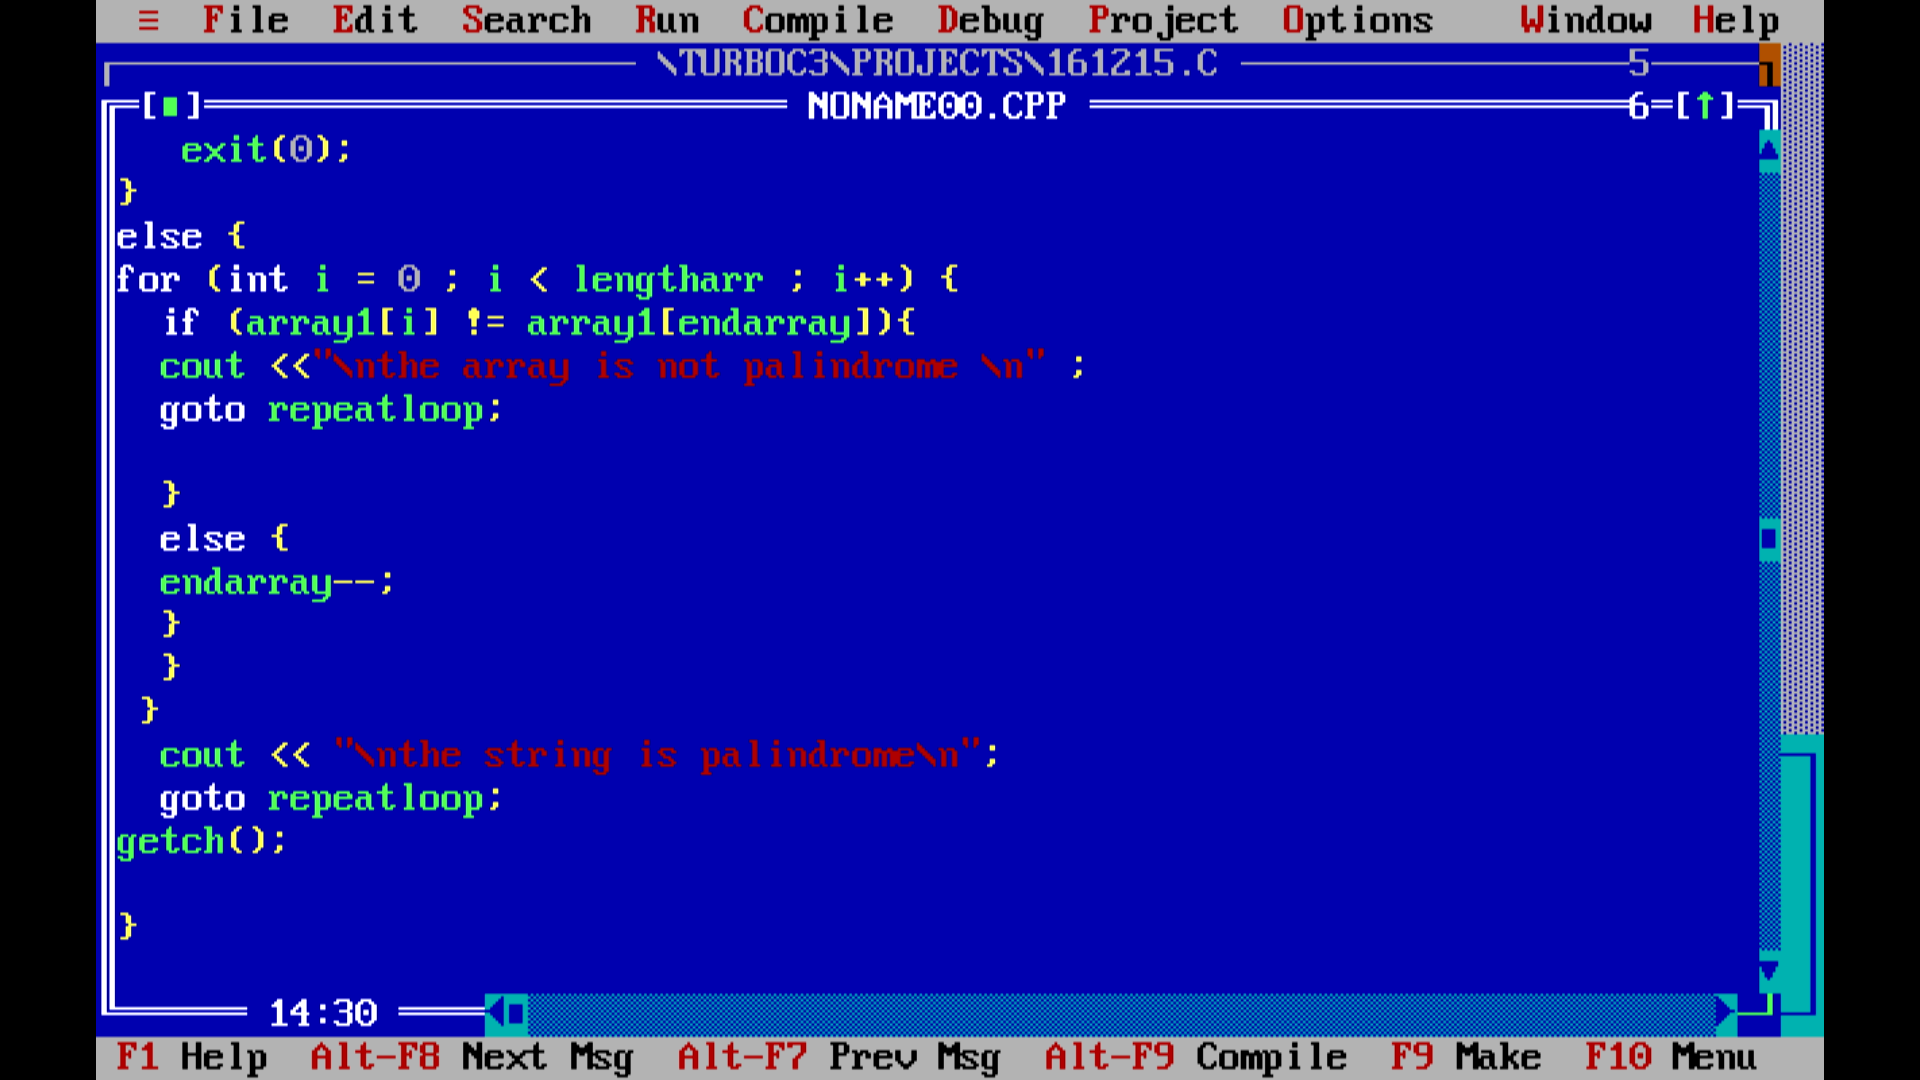 ≡ File Edit Search Run Compile Debug Project Options Window Help
\TURBOC3\PROJECTS\161215.C 5
[■] NONAME00.CPP 6=[↑]
exit(0);
}
else {
for (int i = 0 ; i < lengtharr ; i++) {
if (array1[i] != array1[endarray]){
cout <<"\nthe array is not palindrome \n" ;
goto repeatloop;
}
else {
endarray--;
}
}
}
cout << "\nthe string is palindrome\n";
goto repeatloop;
getch();
}
14:30
F1 Help Alt-F8 Next Msg Alt-F7 Prev Msg Alt-F9 Compile F9 Make F10 Menu